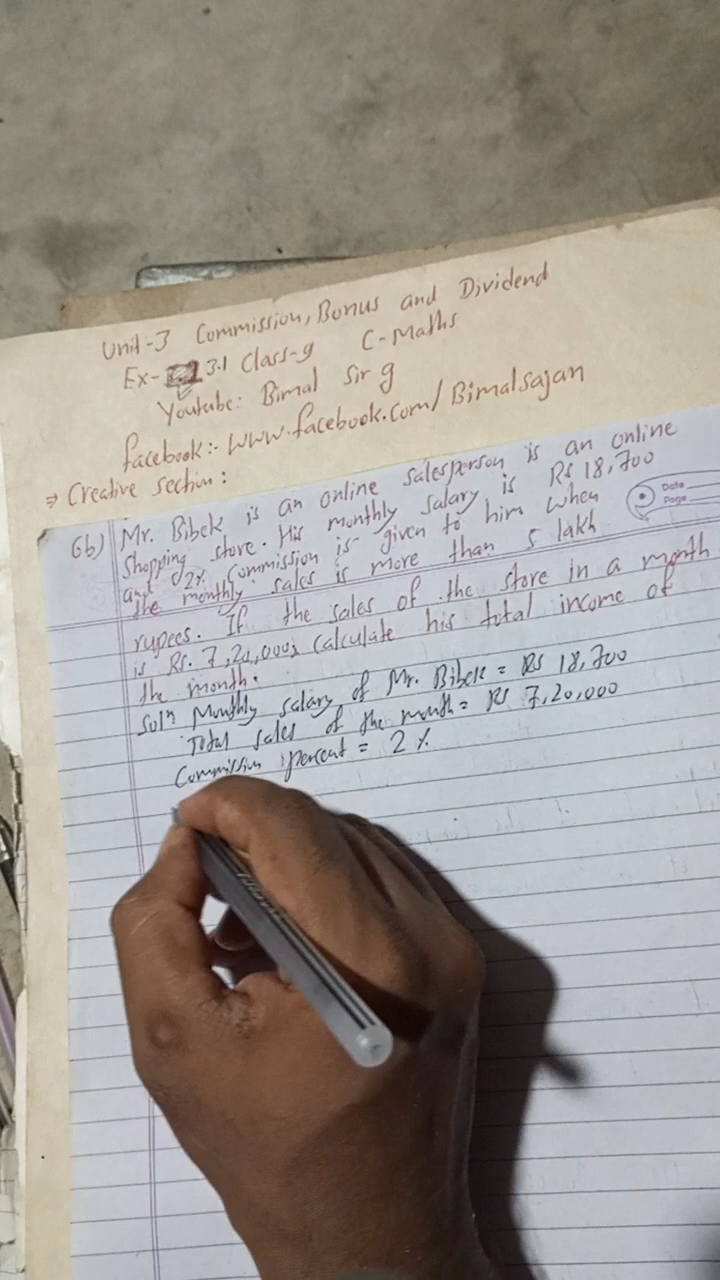 Unit-3 Commission, Bonus and Dividend
Ex- 3.1 Class-9 C-Maths
Youtube: Bimal Sir g
facebook:- www.facebook.com/Bimalsajan
⇒ Creative section:
6b) Mr. Bibek is an online salesperson is an online
shopping store. His monthly salary is RS 18,700
and 2% commission is given to him when
the monthly sales is more than 5 lakh
rupees. If the sales of the store in a month
is Rs. 7,20,000, calculate his total income of
the month.
Solⁿ Monthly salary of Mr. Bibek = RS 18,700
Total sales of the month = RS 7,20,000
Commission percent = 2%
Date
Page